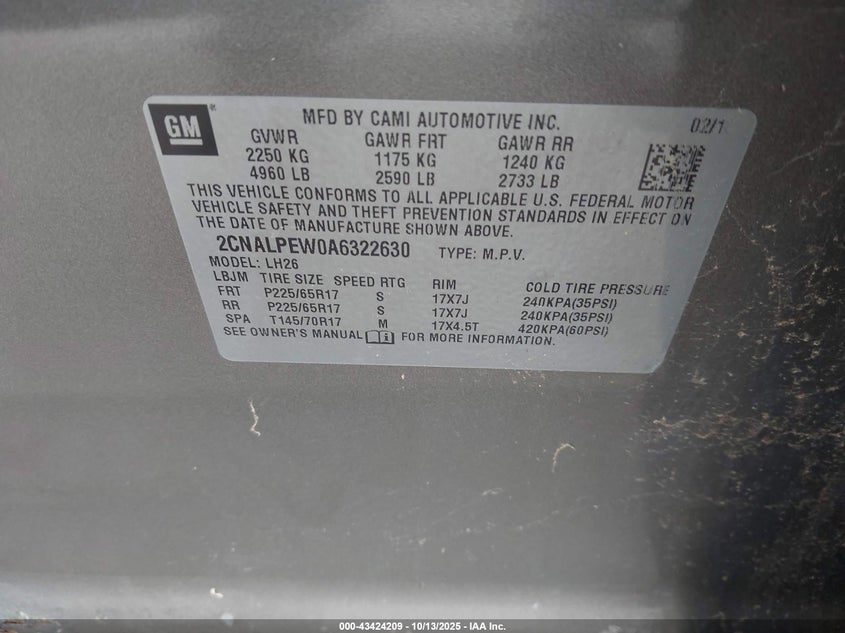 GM
MFD BY CAMI AUTOMOTIVE INC. 02/1
GVWR GAWR FRT GAWR RR
2250 KG 1175 KG 1240 KG
4960 LB 2590 LB 2733 LB
THIS VEHICLE CONFORMS TO ALL APPLICABLE U.S. FEDERAL MOTOR
VEHICLE SAFETY AND THEFT PREVENTION STANDARDS IN EFFECT ON
THE DATE OF MANUFACTURE SHOWN ABOVE.
2CNALPEW0A6322630 TYPE: M.P.V.
MODEL: LH26
LBJM TIRE SIZE SPEED RTG RIM COLD TIRE PRESSURE
FRT P225/65R17 S 17X7J 240KPA(35PSI)
RR P225/65R17 S 17X7J 240KPA(35PSI)
SPA T145/70R17 M 17X4.5T 420KPA(60PSI)
SEE OWNER'S MANUAL FOR MORE INFORMATION.
000-43424209 - 10/13/2025 - IAA Inc.